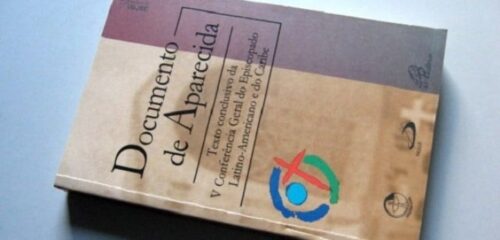 Documento
de Aparecida
Texto conclusivo da
V Conferência Geral do Episcopado
Latino-Americano e do Caribe